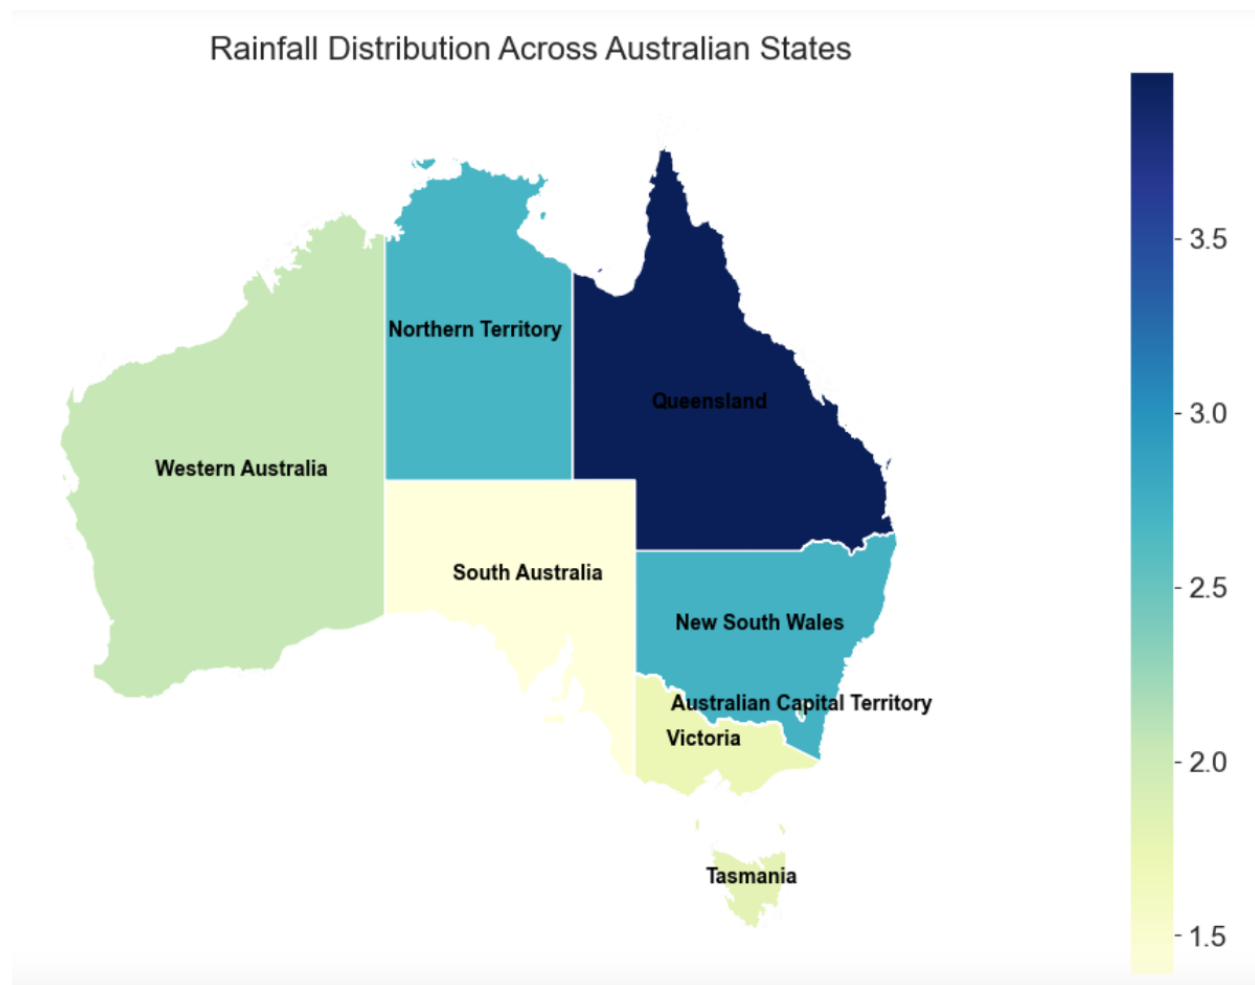 Rainfall Distribution Across Australian States
3.5
Northern Territory
3.0
Queensland
Western Australia
2.5
South Australia
New South Wales
Australian Capital Territory
Victoria
2.0
Tasmania
1.5